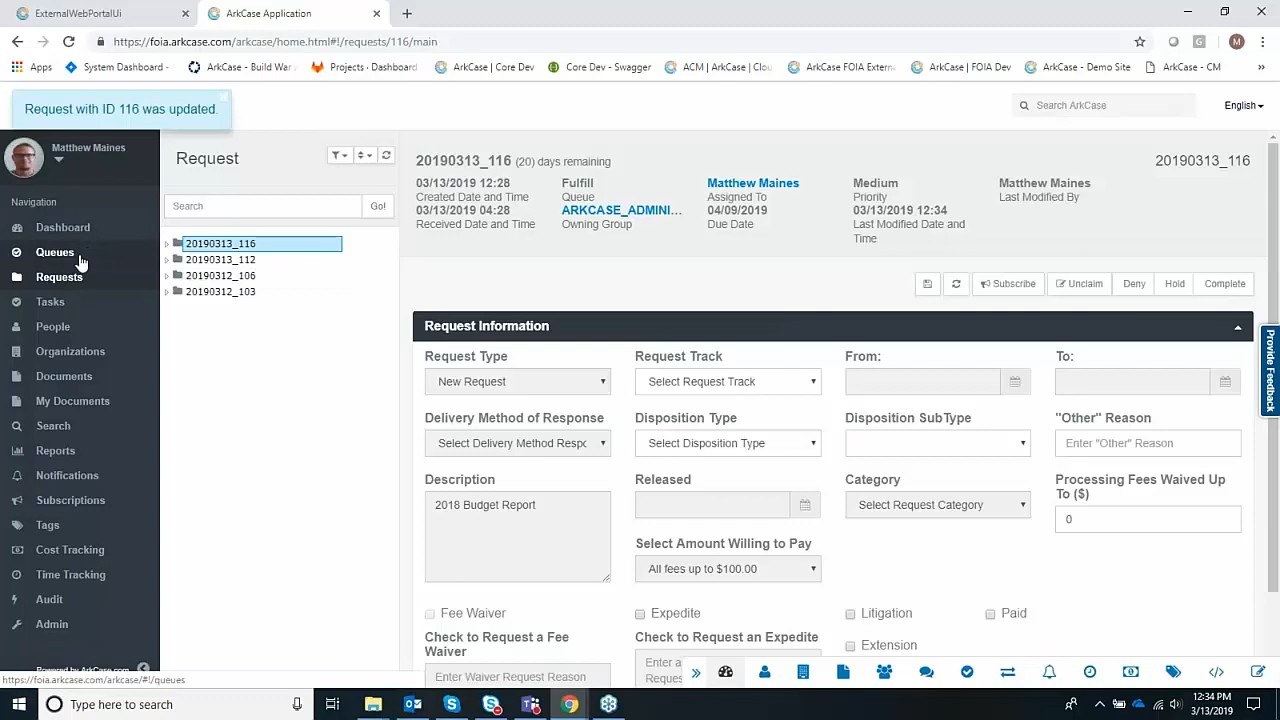 ExternalWebPortalUi
ArkCase Application
https://foia.arkcase.com/arkcase/home.html#!/requests/116/main
Apps
System Dashboard -
ArkCase - Build War
Projects · Dashboard
ArkCase | Core Dev
Core Dev - Swagger
ACM | ArkCase | Clou
ArkCase FOIA Extern
ArkCase | FOIA Dev
ArkCase - Demo Site
ArkCase - CM
Request with ID 116 was updated.
Search ArkCase
English
Matthew Maines
Navigation
Dashboard
Queues
Requests
Tasks
People
Organizations
Documents
My Documents
Search
Reports
Notifications
Subscriptions
Tags
Cost Tracking
Time Tracking
Audit
Admin
Powered by ArkCase.com
https://foia.arkcase.com/arkcase/#!/queues
Request
Search
Go!
20190313_116
20190313_112
20190312_106
20190312_103
20190313_116 (20) days remaining
20190313_116
03/13/2019 12:28
Created Date and Time
03/13/2019 04:28
Received Date and Time
Fulfill
Queue
ARKCASE_ADMINI...
Owning Group
Matthew Maines
Assigned To
04/09/2019
Due Date
Medium
Priority
03/13/2019 12:34
Last Modified Date and
Time
Matthew Maines
Last Modified By
Subscribe
Unclaim
Deny
Hold
Complete
Request Information
Request Type
New Request
Request Track
Select Request Track
From:
To:
Delivery Method of Response
Select Delivery Method Respc
Disposition Type
Select Disposition Type
Disposition SubType
"Other" Reason
Enter "Other" Reason
Description
2018 Budget Report
Released
Category
Select Request Category
Processing Fees Waived Up
To ($)
0
Select Amount Willing to Pay
All fees up to $100.00
Fee Waiver
Expedite
Litigation
Paid
Check to Request a Fee
Waiver
Enter Waiver Request Reason
Check to Request an Expedite
Enter a
Reques
Extension
Provide Feedback
Type here to search
12:34 PM
3/13/2019